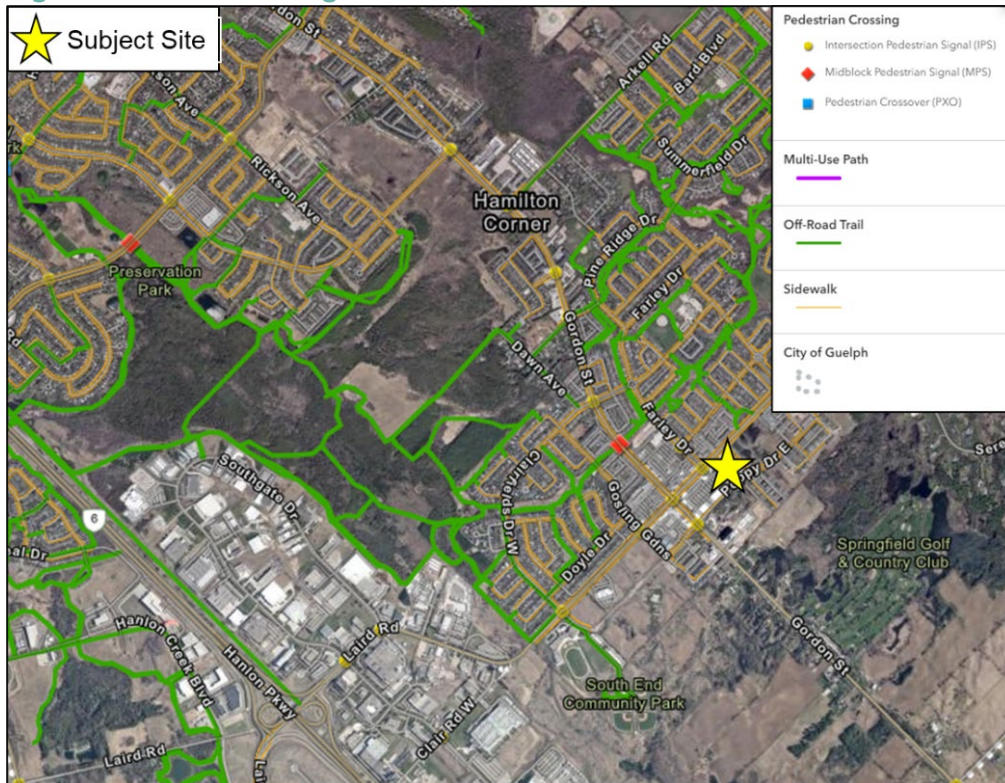 Subject Site
Pedestrian Crossing
Intersection Pedestrian Signal (IPS)
Midblock Pedestrian Signal (MPS)
Pedestrian Crossover (PXO)
Multi-Use Path
Off-Road Trail
Sidewalk
City of Guelph
Arkell Rd
Bard Blvd
Summerfield Dr
Rickson Ave
Hamilton
Corner
Pine Ridge Dr
Preservation
Park
Farley Dr
Gordon St
Dawn Ave
Farley Dr
Poppy Dr E
Clairfields Dr W
Gosling Gdns
Southgate Dr
6
Doyle Dr
Springfield Golf
& Country Club
Laird Rd
Hanlon Creek Blvd
Hanlon Pkwy
Gordon St
South End
Community Park
Clair Rd W
Laird Rd